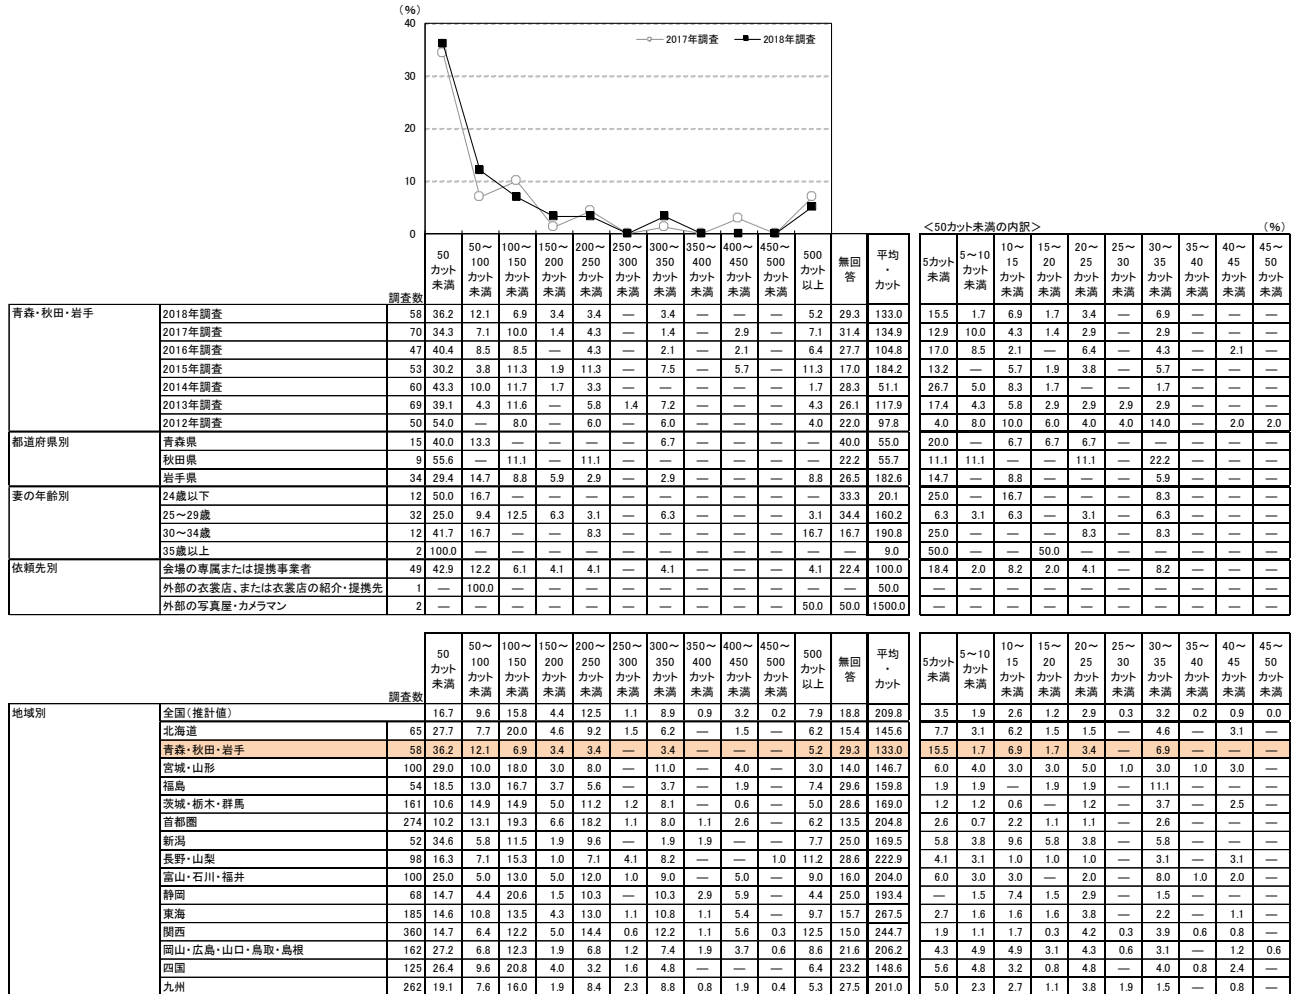 (%)
40
30
20
10
0
2017年調査 2018年調査
<50カット未満の内訳> (%)
調査数 50カット未満 50～100カット未満 100～150カット未満 150～200カット未満 200～250カット未満 250～300カット未満 300～350カット未満 350～400カット未満 400～450カット未満 450～500カット未満 500カット以上 無回答 平均・カット 5カット未満 5～10カット未満 10～15カット未満 15～20カット未満 20～25カット未満 25～30カット未満 30～35カット未満 35～40カット未満 40～45カット未満 45～50カット未満
青森・秋田・岩手 2018年調査 58 36.2 12.1 6.9 3.4 3.4 — 3.4 — — — 5.2 29.3 133.0 15.5 1.7 6.9 1.7 3.4 — 6.9 — — —
2017年調査 70 34.3 7.1 10.0 1.4 4.3 — 1.4 — 2.9 — 7.1 31.4 134.9 12.9 10.0 4.3 1.4 2.9 — 2.9 — — —
2016年調査 47 40.4 8.5 8.5 — 4.3 — 2.1 — 2.1 — 6.4 27.7 104.8 17.0 8.5 2.1 — 6.4 — 4.3 — 2.1 —
2015年調査 53 30.2 3.8 11.3 1.9 11.3 — 7.5 — 5.7 — 11.3 17.0 184.2 13.2 — 5.7 1.9 3.8 — 5.7 — — —
2014年調査 60 43.3 10.0 11.7 1.7 3.3 — — — — — 1.7 28.3 51.1 26.7 5.0 8.3 1.7 — — 1.7 — — —
2013年調査 69 39.1 4.3 11.6 — 5.8 1.4 7.2 — — — 4.3 26.1 117.9 17.4 4.3 5.8 2.9 2.9 2.9 2.9 — — —
2012年調査 50 54.0 — 8.0 — 6.0 — 6.0 — — — 4.0 22.0 97.8 4.0 8.0 10.0 6.0 4.0 4.0 14.0 — 2.0 2.0
都道府県別 青森県 15 40.0 13.3 — — — — 6.7 — — — — 40.0 55.0 20.0 — 6.7 6.7 6.7 — — — — —
秋田県 9 55.6 — 11.1 — 11.1 — — — — — — 22.2 55.7 11.1 11.1 — — 11.1 — 22.2 — — —
岩手県 34 29.4 14.7 8.8 5.9 2.9 — 2.9 — — — 8.8 26.5 182.6 14.7 — 8.8 — — — 5.9 — — —
妻の年齢別 24歳以下 12 50.0 16.7 — — — — — — — — — 33.3 20.1 25.0 — 16.7 — — — 8.3 — — —
25～29歳 32 25.0 9.4 12.5 6.3 3.1 — 6.3 — — — 3.1 34.4 160.2 6.3 3.1 6.3 — 3.1 — 6.3 — — —
30～34歳 12 41.7 16.7 — — 8.3 — — — — — 16.7 16.7 190.8 25.0 — — — 8.3 — 8.3 — — —
35歳以上 2 100.0 — — — — — — — — — — — 9.0 50.0 — — 50.0 — — — — — —
依頼先別 会場の専属または提携事業者 49 42.9 12.2 6.1 4.1 4.1 — 4.1 — — — 4.1 22.4 100.0 18.4 2.0 8.2 2.0 4.1 — 8.2 — — —
外部の衣裳店、または衣裳店の紹介・提携先 1 — 100.0 — — — — — — — — — — 50.0 — — — — — — — — — —
外部の写真屋・カメラマン 2 — — — — — — — — — — 50.0 50.0 1500.0 — — — — — — — — — —
調査数 50カット未満 50～100カット未満 100～150カット未満 150～200カット未満 200～250カット未満 250～300カット未満 300～350カット未満 350～400カット未満 400～450カット未満 450～500カット未満 500カット以上 無回答 平均・カット 5カット未満 5～10カット未満 10～15カット未満 15～20カット未満 20～25カット未満 25～30カット未満 30～35カット未満 35～40カット未満 40～45カット未満 45～50カット未満
地域別 全国(推計値) 16.7 9.6 15.8 4.4 12.5 1.1 8.9 0.9 3.2 0.2 7.9 18.8 209.8 3.5 1.9 2.6 1.2 2.9 0.3 3.2 0.2 0.9 0.0
北海道 65 27.7 7.7 20.0 4.6 9.2 1.5 6.2 — 1.5 — 6.2 15.4 145.6 7.7 3.1 6.2 1.5 1.5 — 4.6 — 3.1 —
青森・秋田・岩手 58 36.2 12.1 6.9 3.4 3.4 — 3.4 — — — 5.2 29.3 133.0 15.5 1.7 6.9 1.7 3.4 — 6.9 — — —
宮城・山形 100 29.0 10.0 18.0 3.0 8.0 — 11.0 — 4.0 — 3.0 14.0 146.7 6.0 4.0 3.0 3.0 5.0 1.0 3.0 1.0 3.0 —
福島 54 18.5 13.0 16.7 3.7 5.6 — 3.7 — 1.9 — 7.4 29.6 159.8 1.9 1.9 — 1.9 1.9 — 11.1 — — —
茨城・栃木・群馬 161 10.6 14.9 14.9 5.0 11.2 1.2 8.1 — 0.6 — 5.0 28.6 169.0 1.2 1.2 0.6 — 1.2 — 3.7 — 2.5 —
首都圏 274 10.2 13.1 19.3 6.6 18.2 1.1 8.0 1.1 2.6 — 6.2 13.5 204.8 2.6 0.7 2.2 1.1 1.1 — 2.6 — — —
新潟 52 34.6 5.8 11.5 1.9 9.6 — 1.9 1.9 — — 7.7 25.0 169.5 5.8 3.8 9.6 5.8 3.8 — 5.8 — — —
長野・山梨 98 16.3 7.1 15.3 1.0 7.1 4.1 8.2 — — 1.0 11.2 28.6 222.9 4.1 3.1 1.0 1.0 1.0 — 3.1 — 3.1 —
富山・石川・福井 100 25.0 5.0 13.0 5.0 12.0 1.0 9.0 — 5.0 — 9.0 16.0 204.0 6.0 3.0 3.0 — 2.0 — 8.0 1.0 2.0 —
静岡 68 14.7 4.4 20.6 1.5 10.3 — 10.3 2.9 5.9 — 4.4 25.0 193.4 — 1.5 7.4 1.5 2.9 — 1.5 — — —
東海 185 14.6 10.8 13.5 4.3 13.0 1.1 10.8 1.1 5.4 — 9.7 15.7 267.5 2.7 1.6 1.6 1.6 3.8 — 2.2 — 1.1 —
関西 360 14.7 6.4 12.2 5.0 14.4 0.6 12.2 1.1 5.6 0.3 12.5 15.0 244.7 1.9 1.1 1.7 0.3 4.2 0.3 3.9 0.6 0.8 —
岡山・広島・山口・鳥取・島根 162 27.2 6.8 12.3 1.9 6.8 1.2 7.4 1.9 3.7 0.6 8.6 21.6 206.2 4.3 4.9 4.9 3.1 4.3 0.6 3.1 — 1.2 0.6
四国 125 26.4 9.6 20.8 4.0 3.2 1.6 4.8 — — — 6.4 23.2 148.6 5.6 4.8 3.2 0.8 4.8 — 4.0 0.8 2.4 —
九州 262 19.1 7.6 16.0 1.9 8.4 2.3 8.8 0.8 1.9 0.4 5.3 27.5 201.0 5.0 2.3 2.7 1.1 3.8 1.9 1.5 — 0.8 —